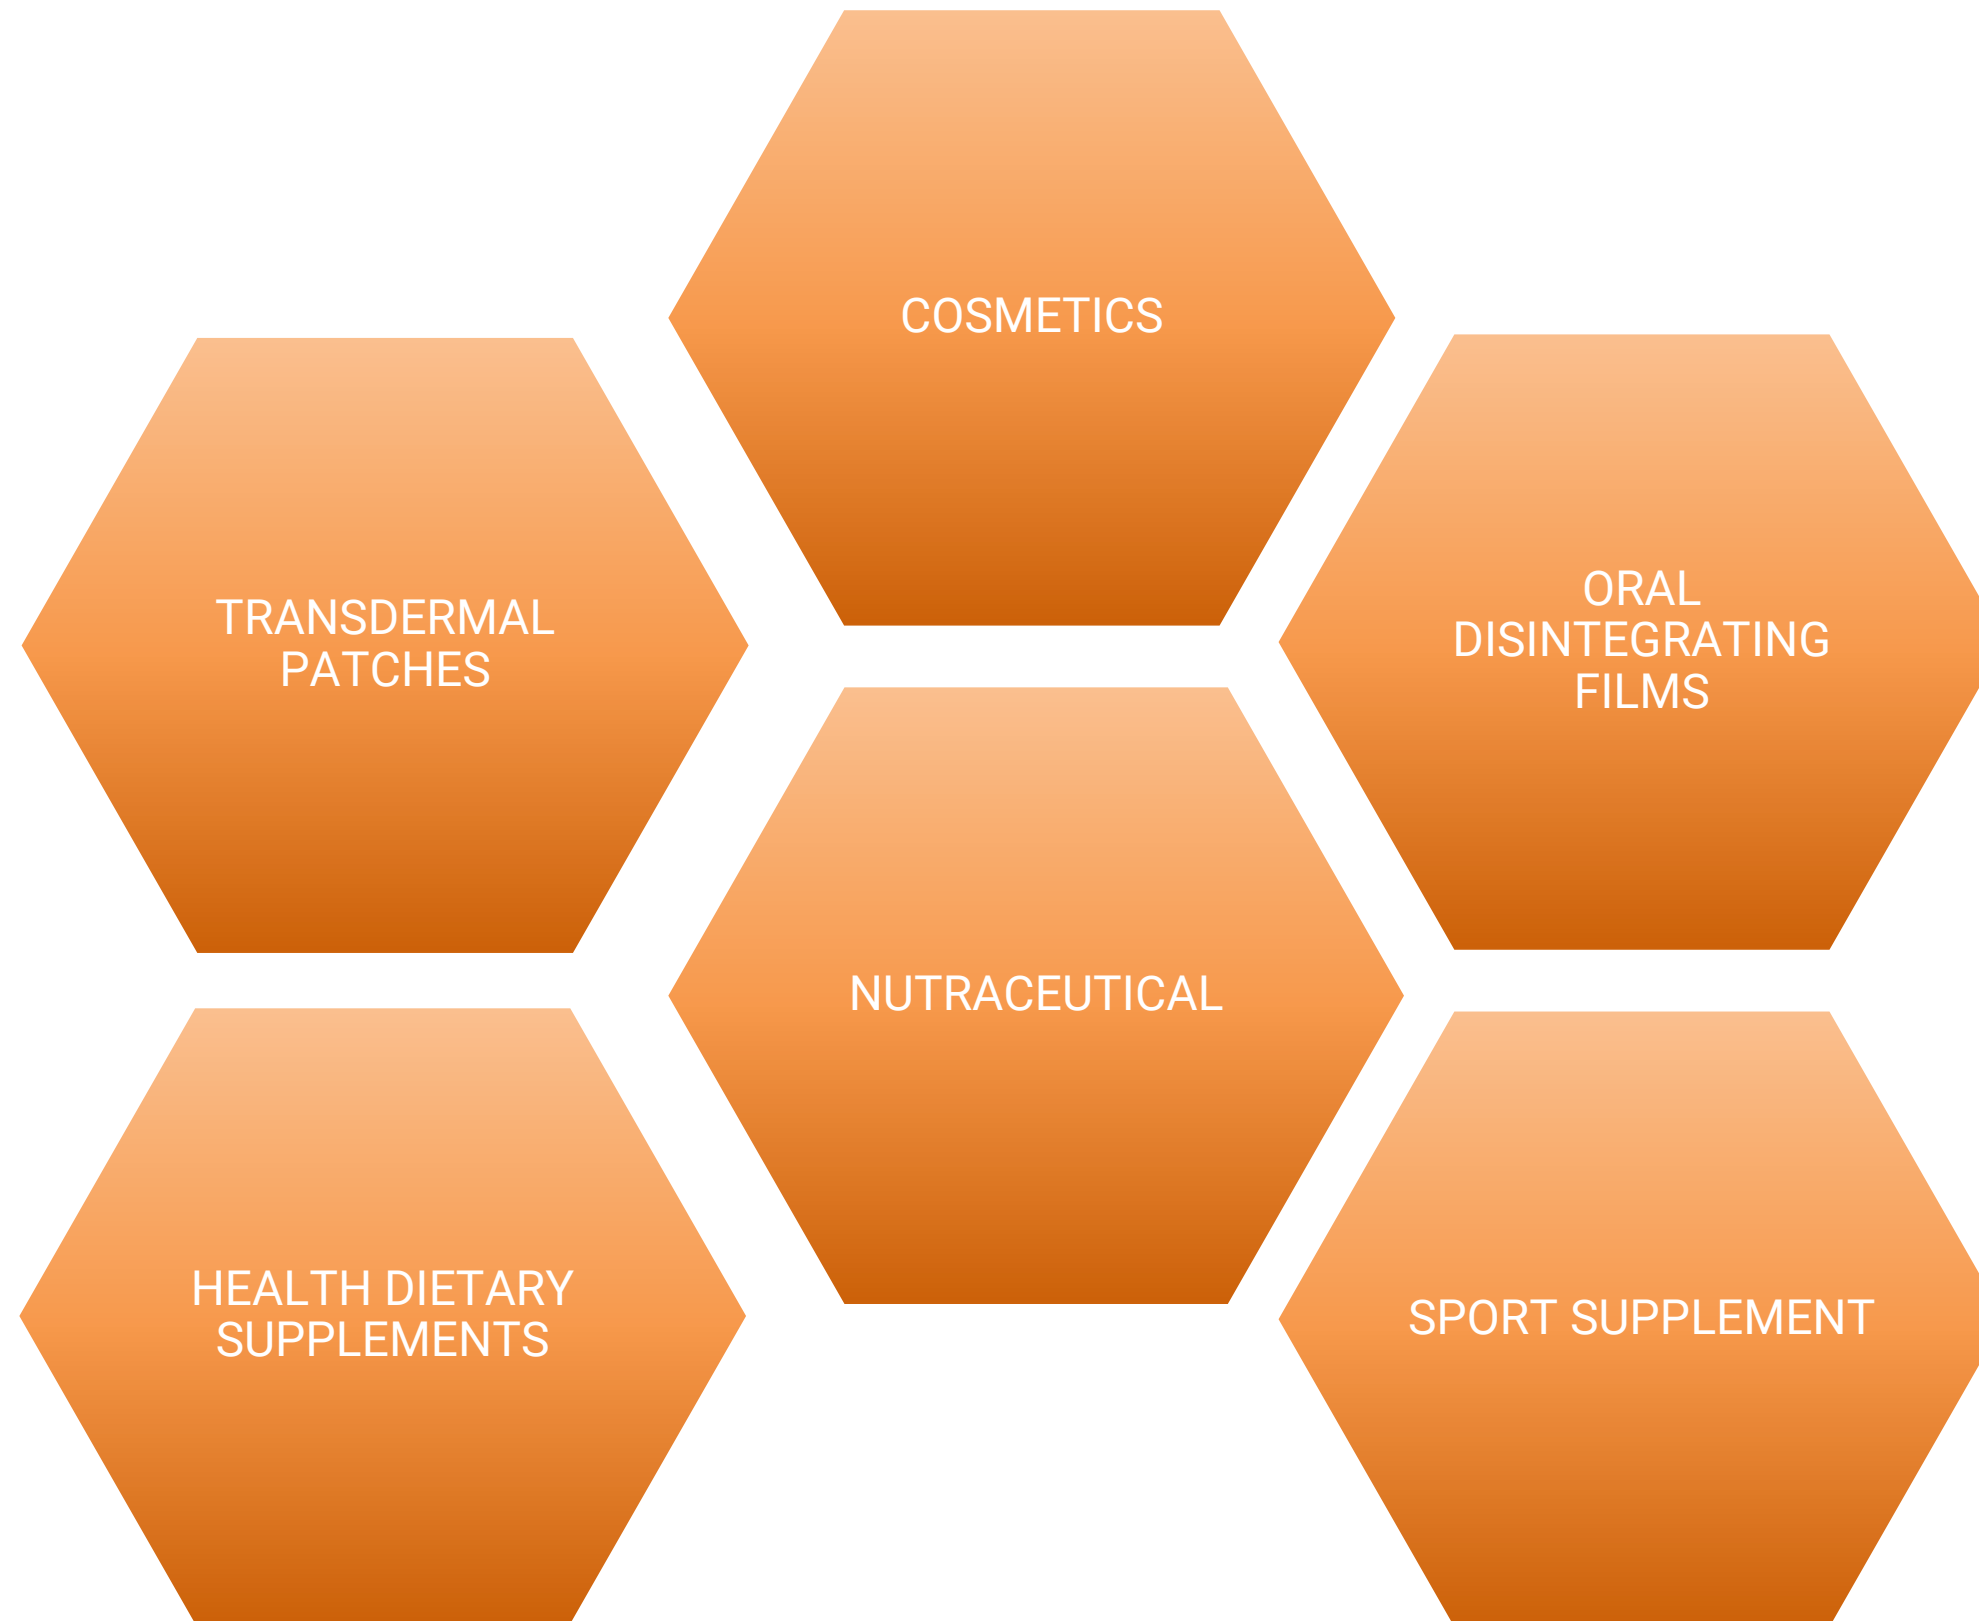 COSMETICS
TRANSDERMAL
PATCHES
ORAL
DISINTEGRATING
FILMS
NUTRACEUTICAL
HEALTH DIETARY
SUPPLEMENTS
SPORT SUPPLEMENT